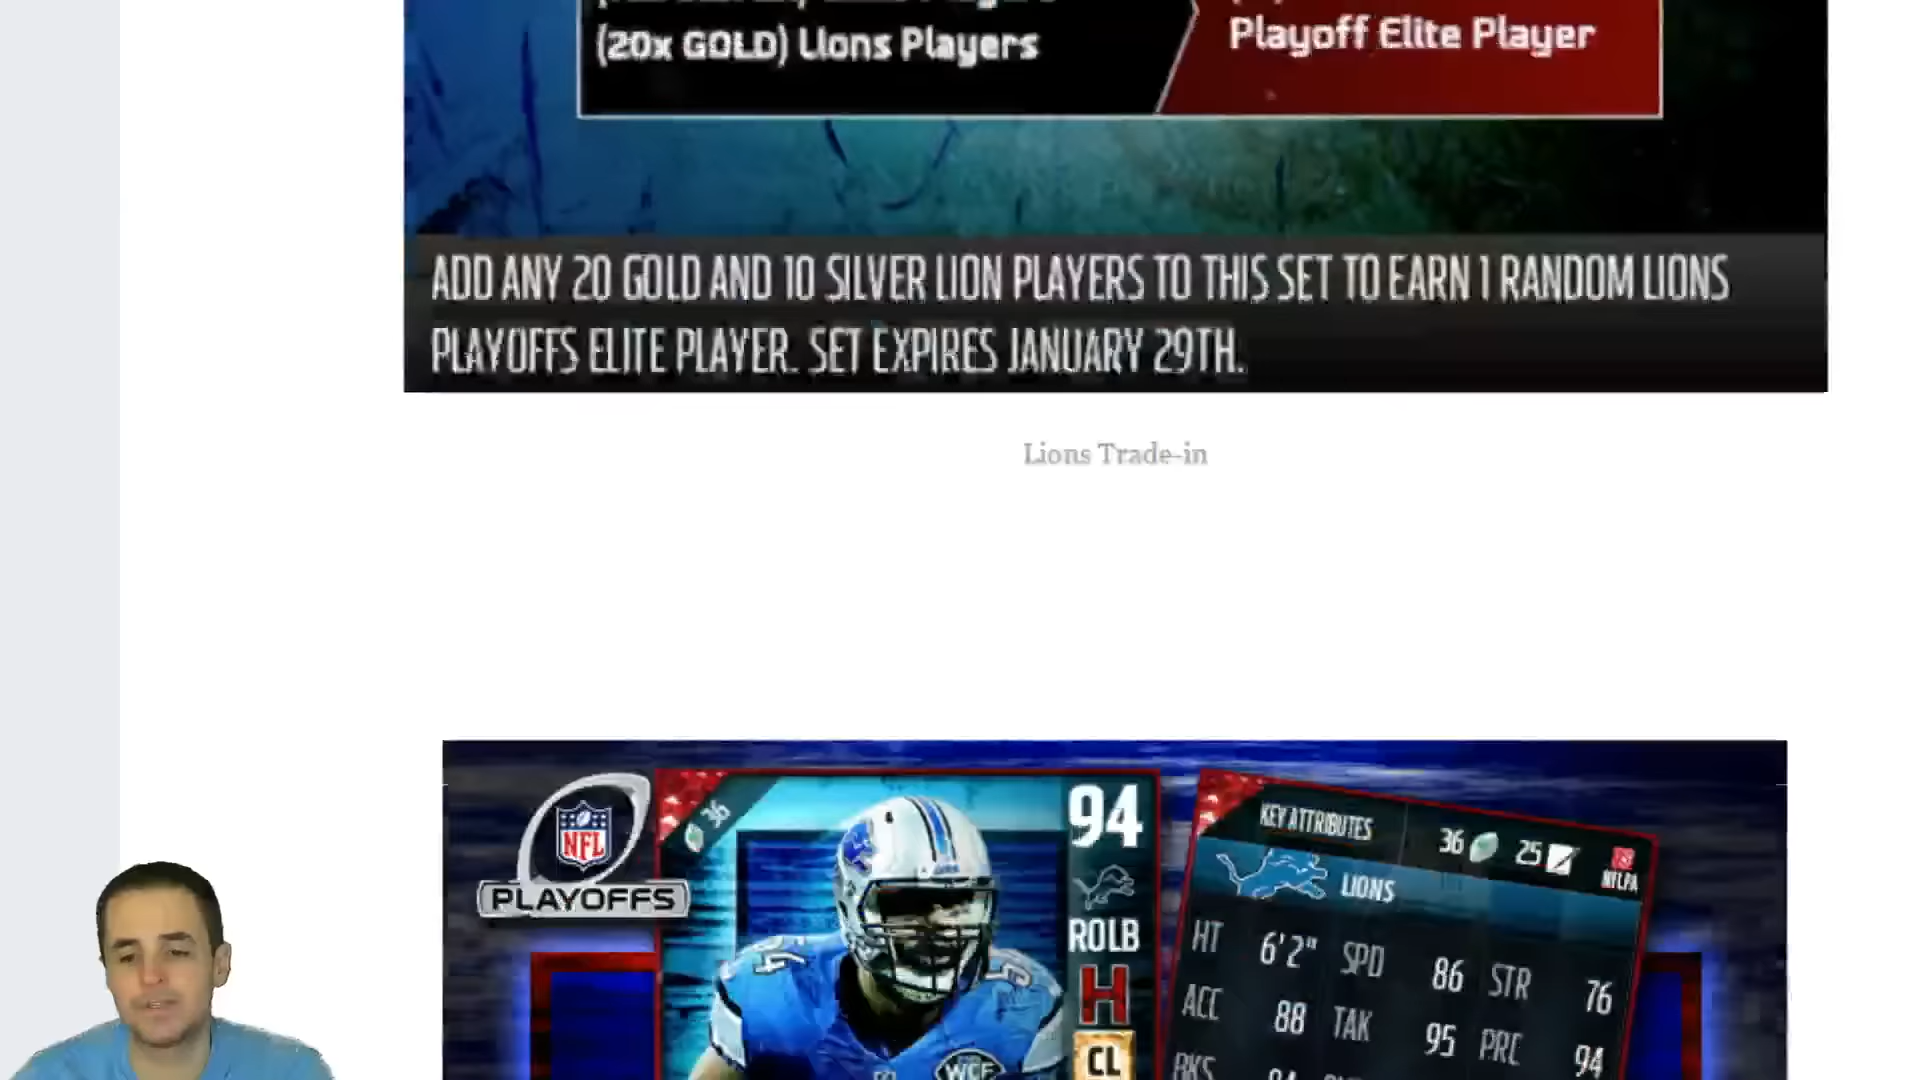 (20x GOLD) Lions Players
Playoff Elite Player
ADD ANY 20 GOLD AND 10 SILVER LION PLAYERS TO THIS SET TO EARN 1 RANDOM LIONS
PLAYOFFS ELITE PLAYER. SET EXPIRES JANUARY 29TH.
Lions Trade-in
NFL
PLAYOFFS
36
94
ROLB
H
CL
54
WCF
KEY ATTRIBUTES
36
25
NFLPA
LIONS
HT 6'2" SPD 86 STR 76
ACC 88 TAK 95 PRC 94